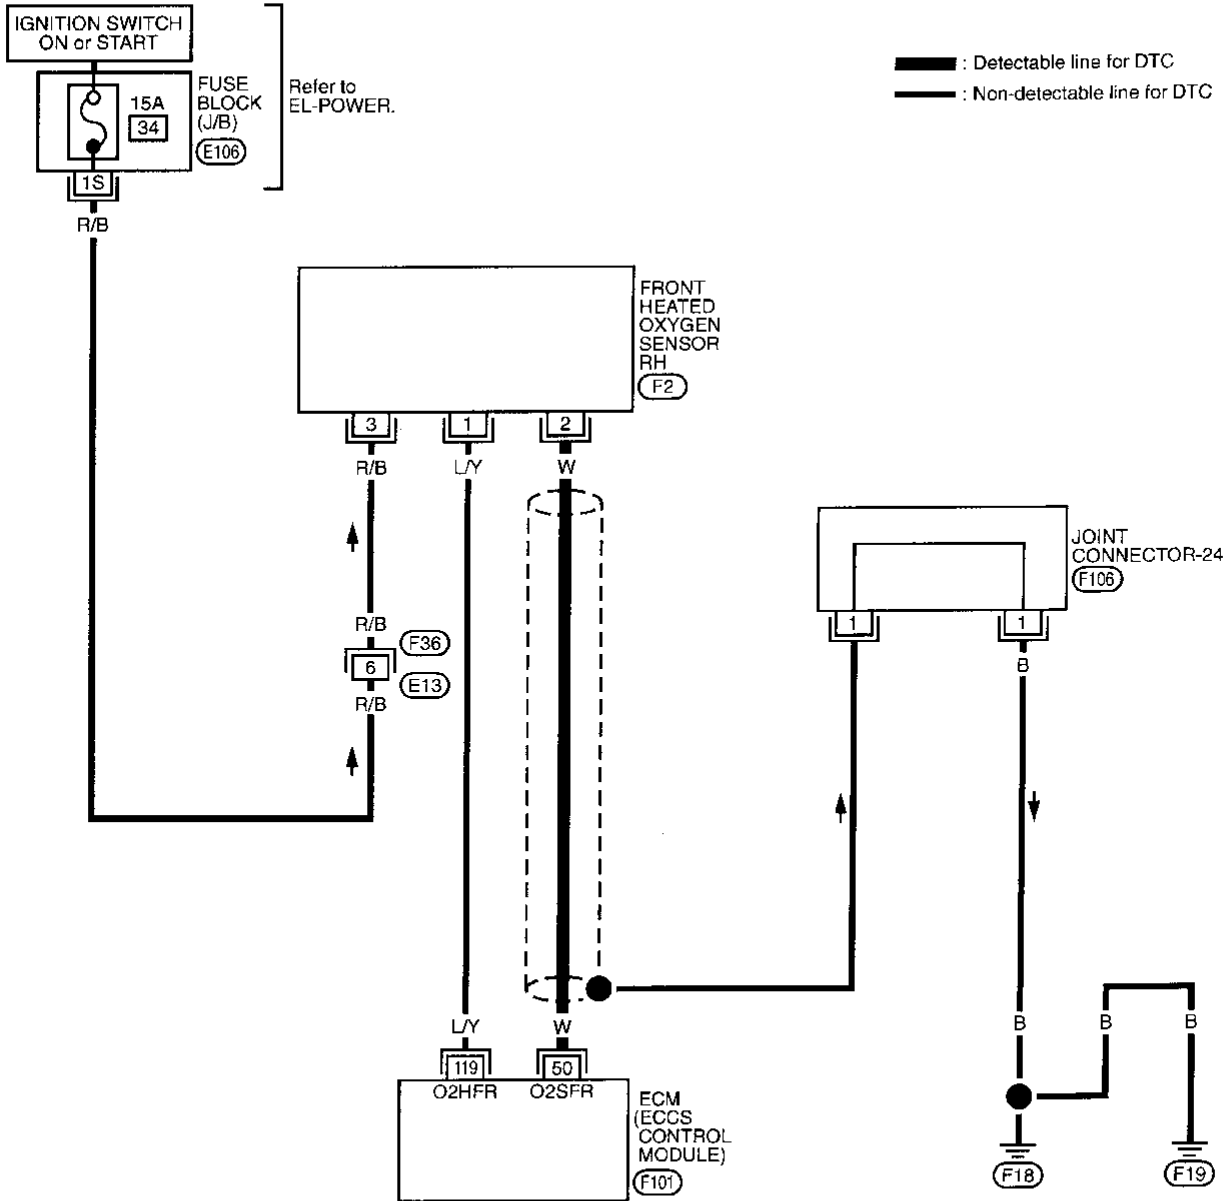 IGNITION SWITCH
ON or START
: Detectable line for DTC
: Non-detectable line for DTC
15A
34
FUSE
BLOCK
(J/B)
E106
Refer to
EL-POWER.
1S
R/B
FRONT
HEATED
OXYGEN
SENSOR
RH
F2
3
1
2
R/B
L/Y
W
JOINT
CONNECTOR-24
F106
1
1
B
R/B
F36
6
E13
R/B
L/Y
W
B
B
B
119
50
O2HFR
O2SFR
ECM
(ECCS
CONTROL
MODULE)
F101
F18
F19